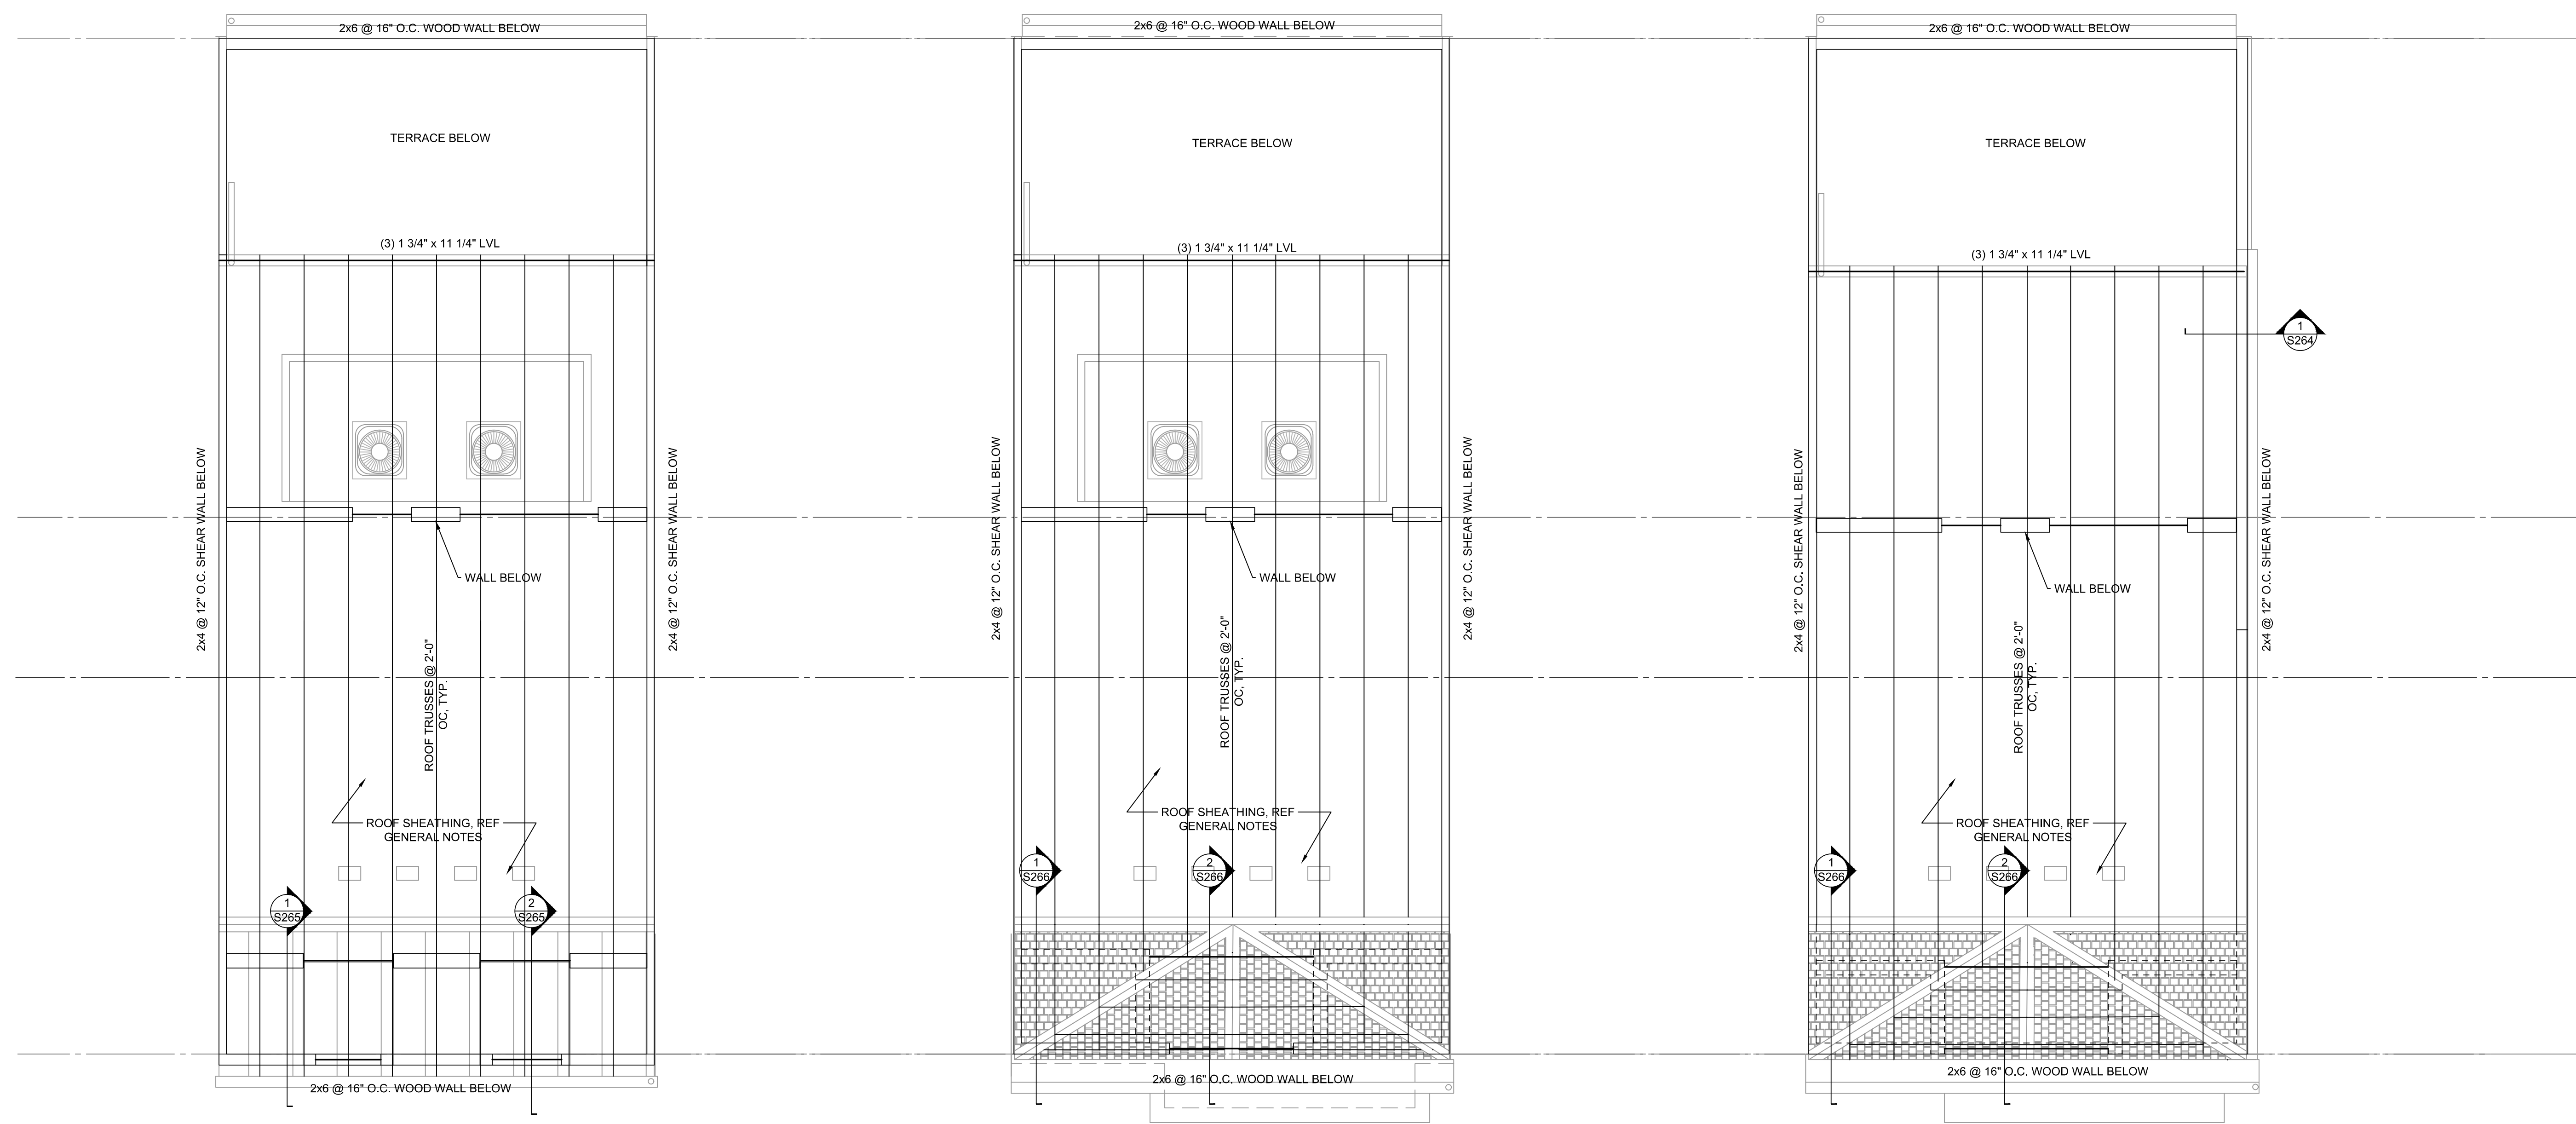 2x6 @ 16" O.C. WOOD WALL BELOW
TERRACE BELOW
(3) 1 3/4" x 11 1/4" LVL
2x4 @ 12" O.C. SHEAR WALL BELOW
2x4 @ 12" O.C. SHEAR WALL BELOW
WALL BELOW
ROOF TRUSSES @ 2'-0"
OC, TYP.
ROOF SHEATHING, REF
GENERAL NOTES
1
S265
2
S265
2x6 @ 16" O.C. WOOD WALL BELOW
2x6 @ 16" O.C. WOOD WALL BELOW
TERRACE BELOW
(3) 1 3/4" x 11 1/4" LVL
2x4 @ 12" O.C. SHEAR WALL BELOW
2x4 @ 12" O.C. SHEAR WALL BELOW
WALL BELOW
ROOF TRUSSES @ 2'-0"
OC, TYP.
ROOF SHEATHING, REF
GENERAL NOTES
1
S266
2
S266
2x6 @ 16" O.C. WOOD WALL BELOW
2x6 @ 16" O.C. WOOD WALL BELOW
TERRACE BELOW
(3) 1 3/4" x 11 1/4" LVL
1
S264
2x4 @ 12" O.C. SHEAR WALL BELOW
2x4 @ 12" O.C. SHEAR WALL BELOW
WALL BELOW
ROOF TRUSSES @ 2'-0"
OC, TYP.
ROOF SHEATHING, REF
GENERAL NOTES
1
S266
2
S266
2x6 @ 16" O.C. WOOD WALL BELOW